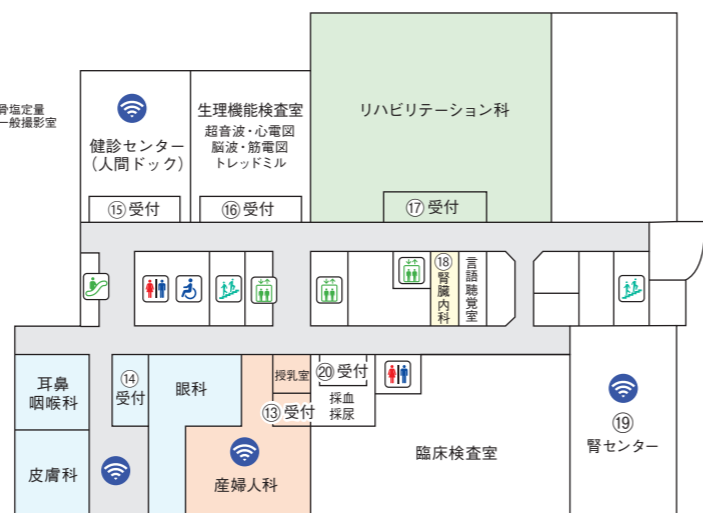 骨塩定量
一般撮影室
健診センター
(人間ドック)
⑮受付
生理機能検査室
超音波・心電図
脳波・筋電図
トレッドミル
⑯受付
リハビリテーション科
⑰受付
⑱腎臓内科
言語聴覚室
耳鼻
咽喉科
皮膚科
⑭
受付
眼科
授乳室
⑬受付
産婦人科
⑳受付
採血
採尿
臨床検査室
⑲
腎センター